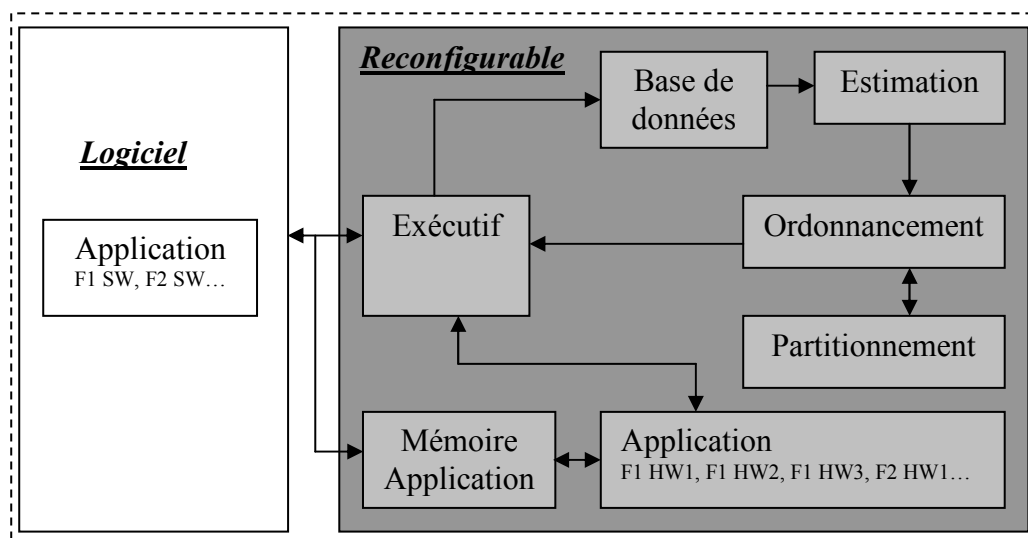 Logiciel
Application
F1 SW, F2 SW…
Reconfigurable
Base de
données
Estimation
Exécutif
Ordonnancement
Partitionnement
Mémoire
Application
Application
F1 HW1, F1 HW2, F1 HW3, F2 HW1…